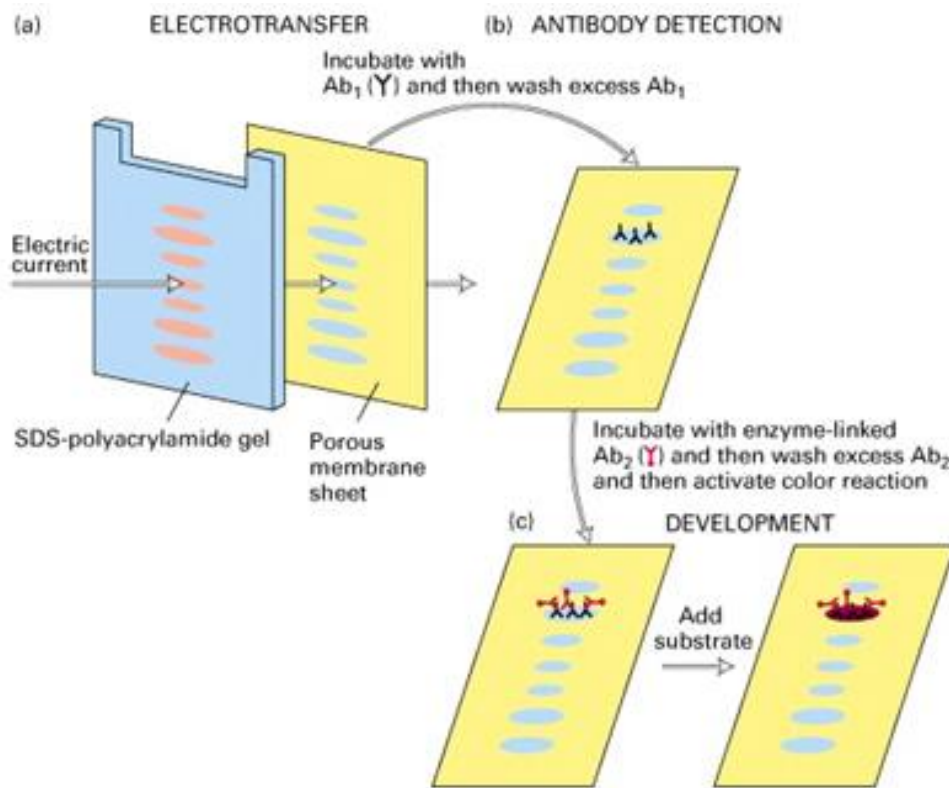 (a) ELECTROTRANSFER
(b) ANTIBODY DETECTION
Incubate with
Ab₁ (Y) and then wash excess Ab₁
Electric
current
SDS-polyacrylamide gel
Porous
membrane
sheet
Incubate with enzyme-linked
Ab₂ (Y) and then wash excess Ab₂
and then activate color reaction
(c) DEVELOPMENT
Add
substrate